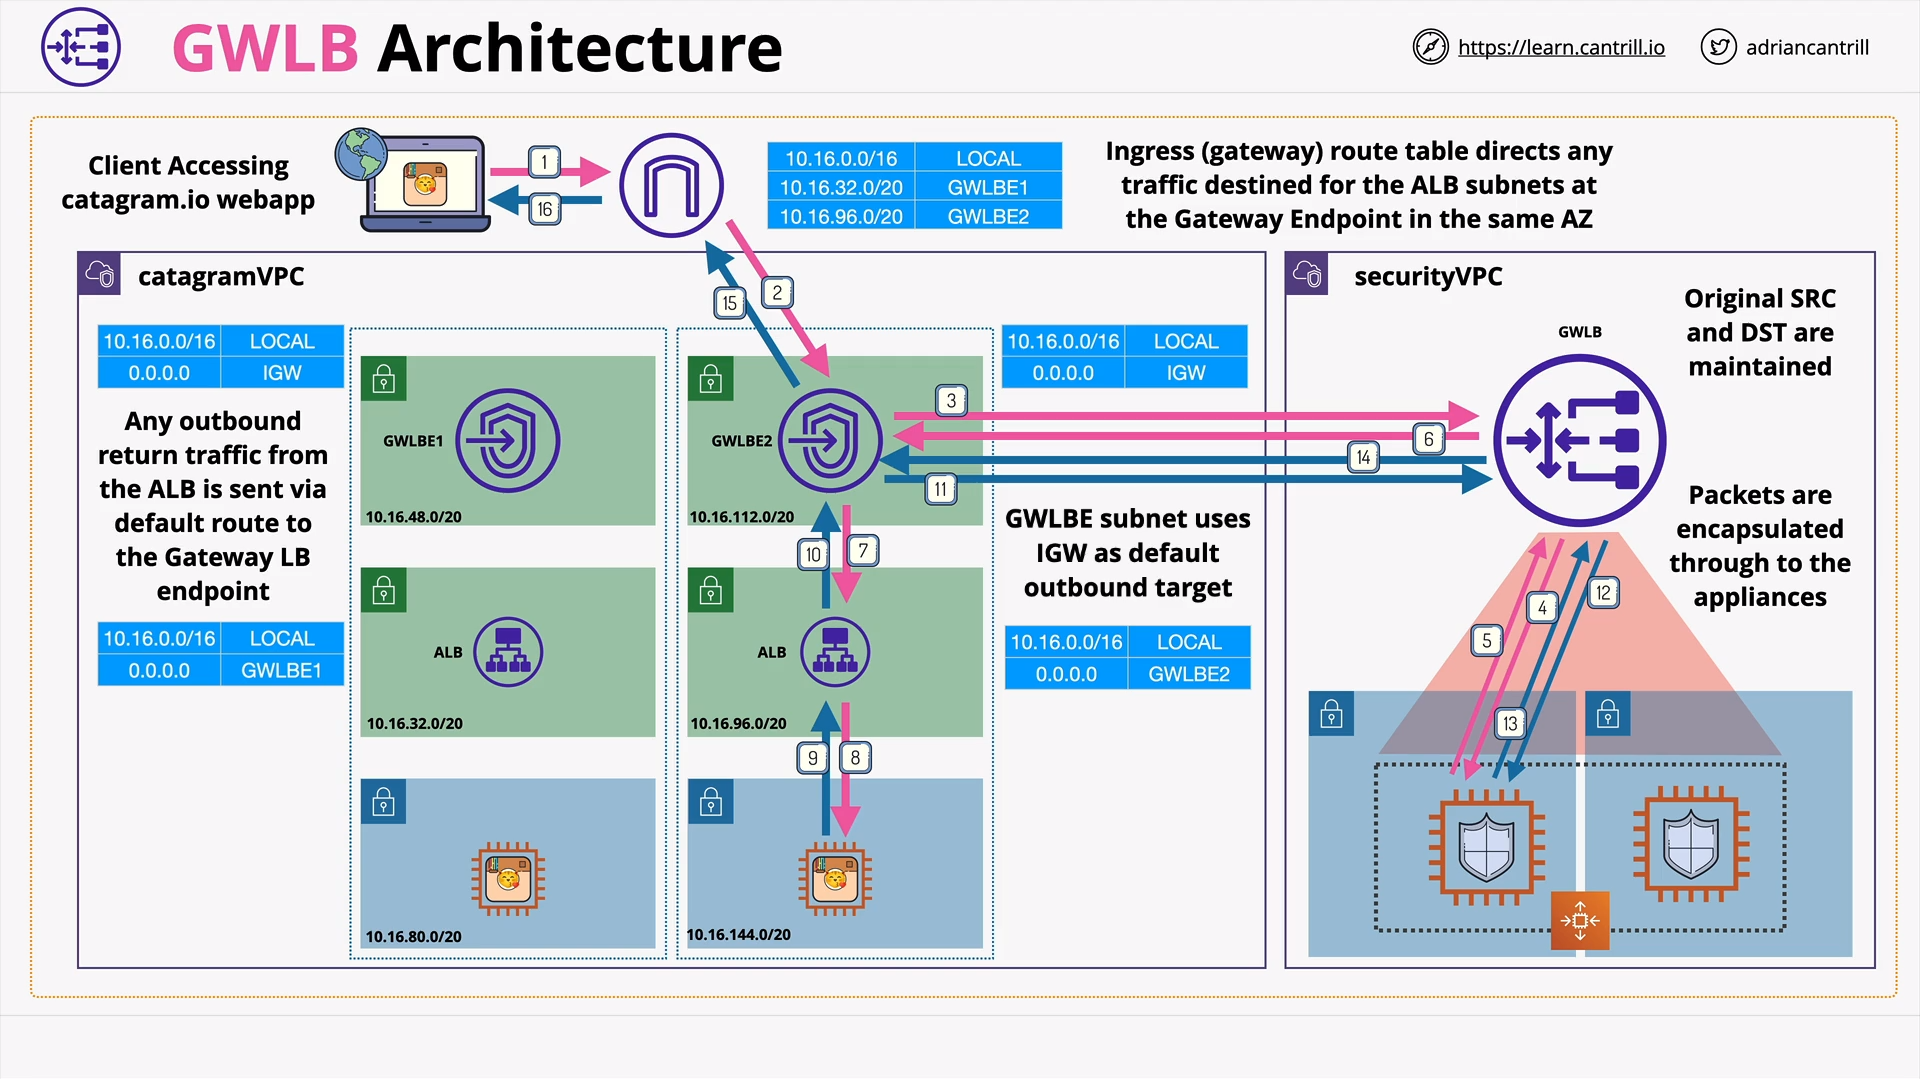 GWLB Architecture
https://learn.cantrill.io
adriancantrill
Client Accessing
catagram.io webapp
1
16
10.16.0.0/16 LOCAL
10.16.32.0/20 GWLBE1
10.16.96.0/20 GWLBE2
Ingress (gateway) route table directs any
traffic destined for the ALB subnets at
the Gateway Endpoint in the same AZ
catagramVPC
15
2
10.16.0.0/16 LOCAL
0.0.0.0 IGW
Any outbound
return traffic from
the ALB is sent via
default route to
the Gateway LB
endpoint
10.16.0.0/16 LOCAL
0.0.0.0 GWLBE1
GWLBE1
10.16.48.0/20
ALB
10.16.32.0/20
10.16.80.0/20
GWLBE2
10.16.112.0/20
10
7
ALB
10.16.96.0/20
9
8
10.16.144.0/20
10.16.0.0/16 LOCAL
0.0.0.0 IGW
3
6
14
11
GWLBE subnet uses
IGW as default
outbound target
10.16.0.0/16 LOCAL
0.0.0.0 GWLBE2
securityVPC
GWLB
Original SRC
and DST are
maintained
Packets are
encapsulated
through to the
appliances
12
4
5
13